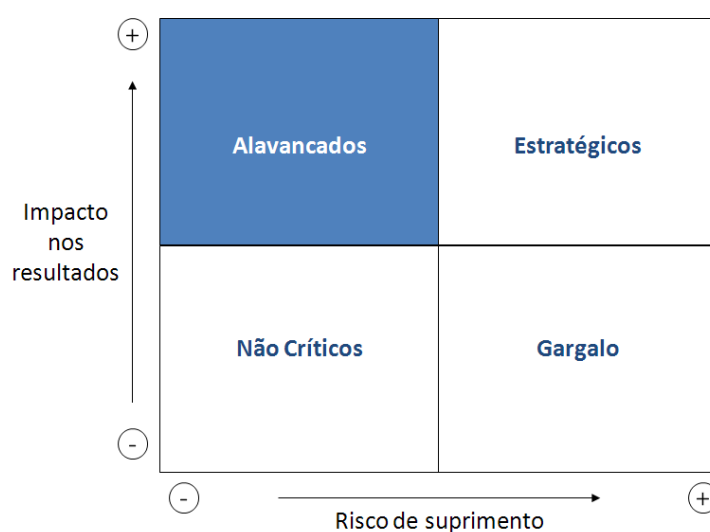 +
Alavancados
Estratégicos
Impacto
nos
resultados
Não Críticos
Gargalo
-
-
+
Risco de suprimento